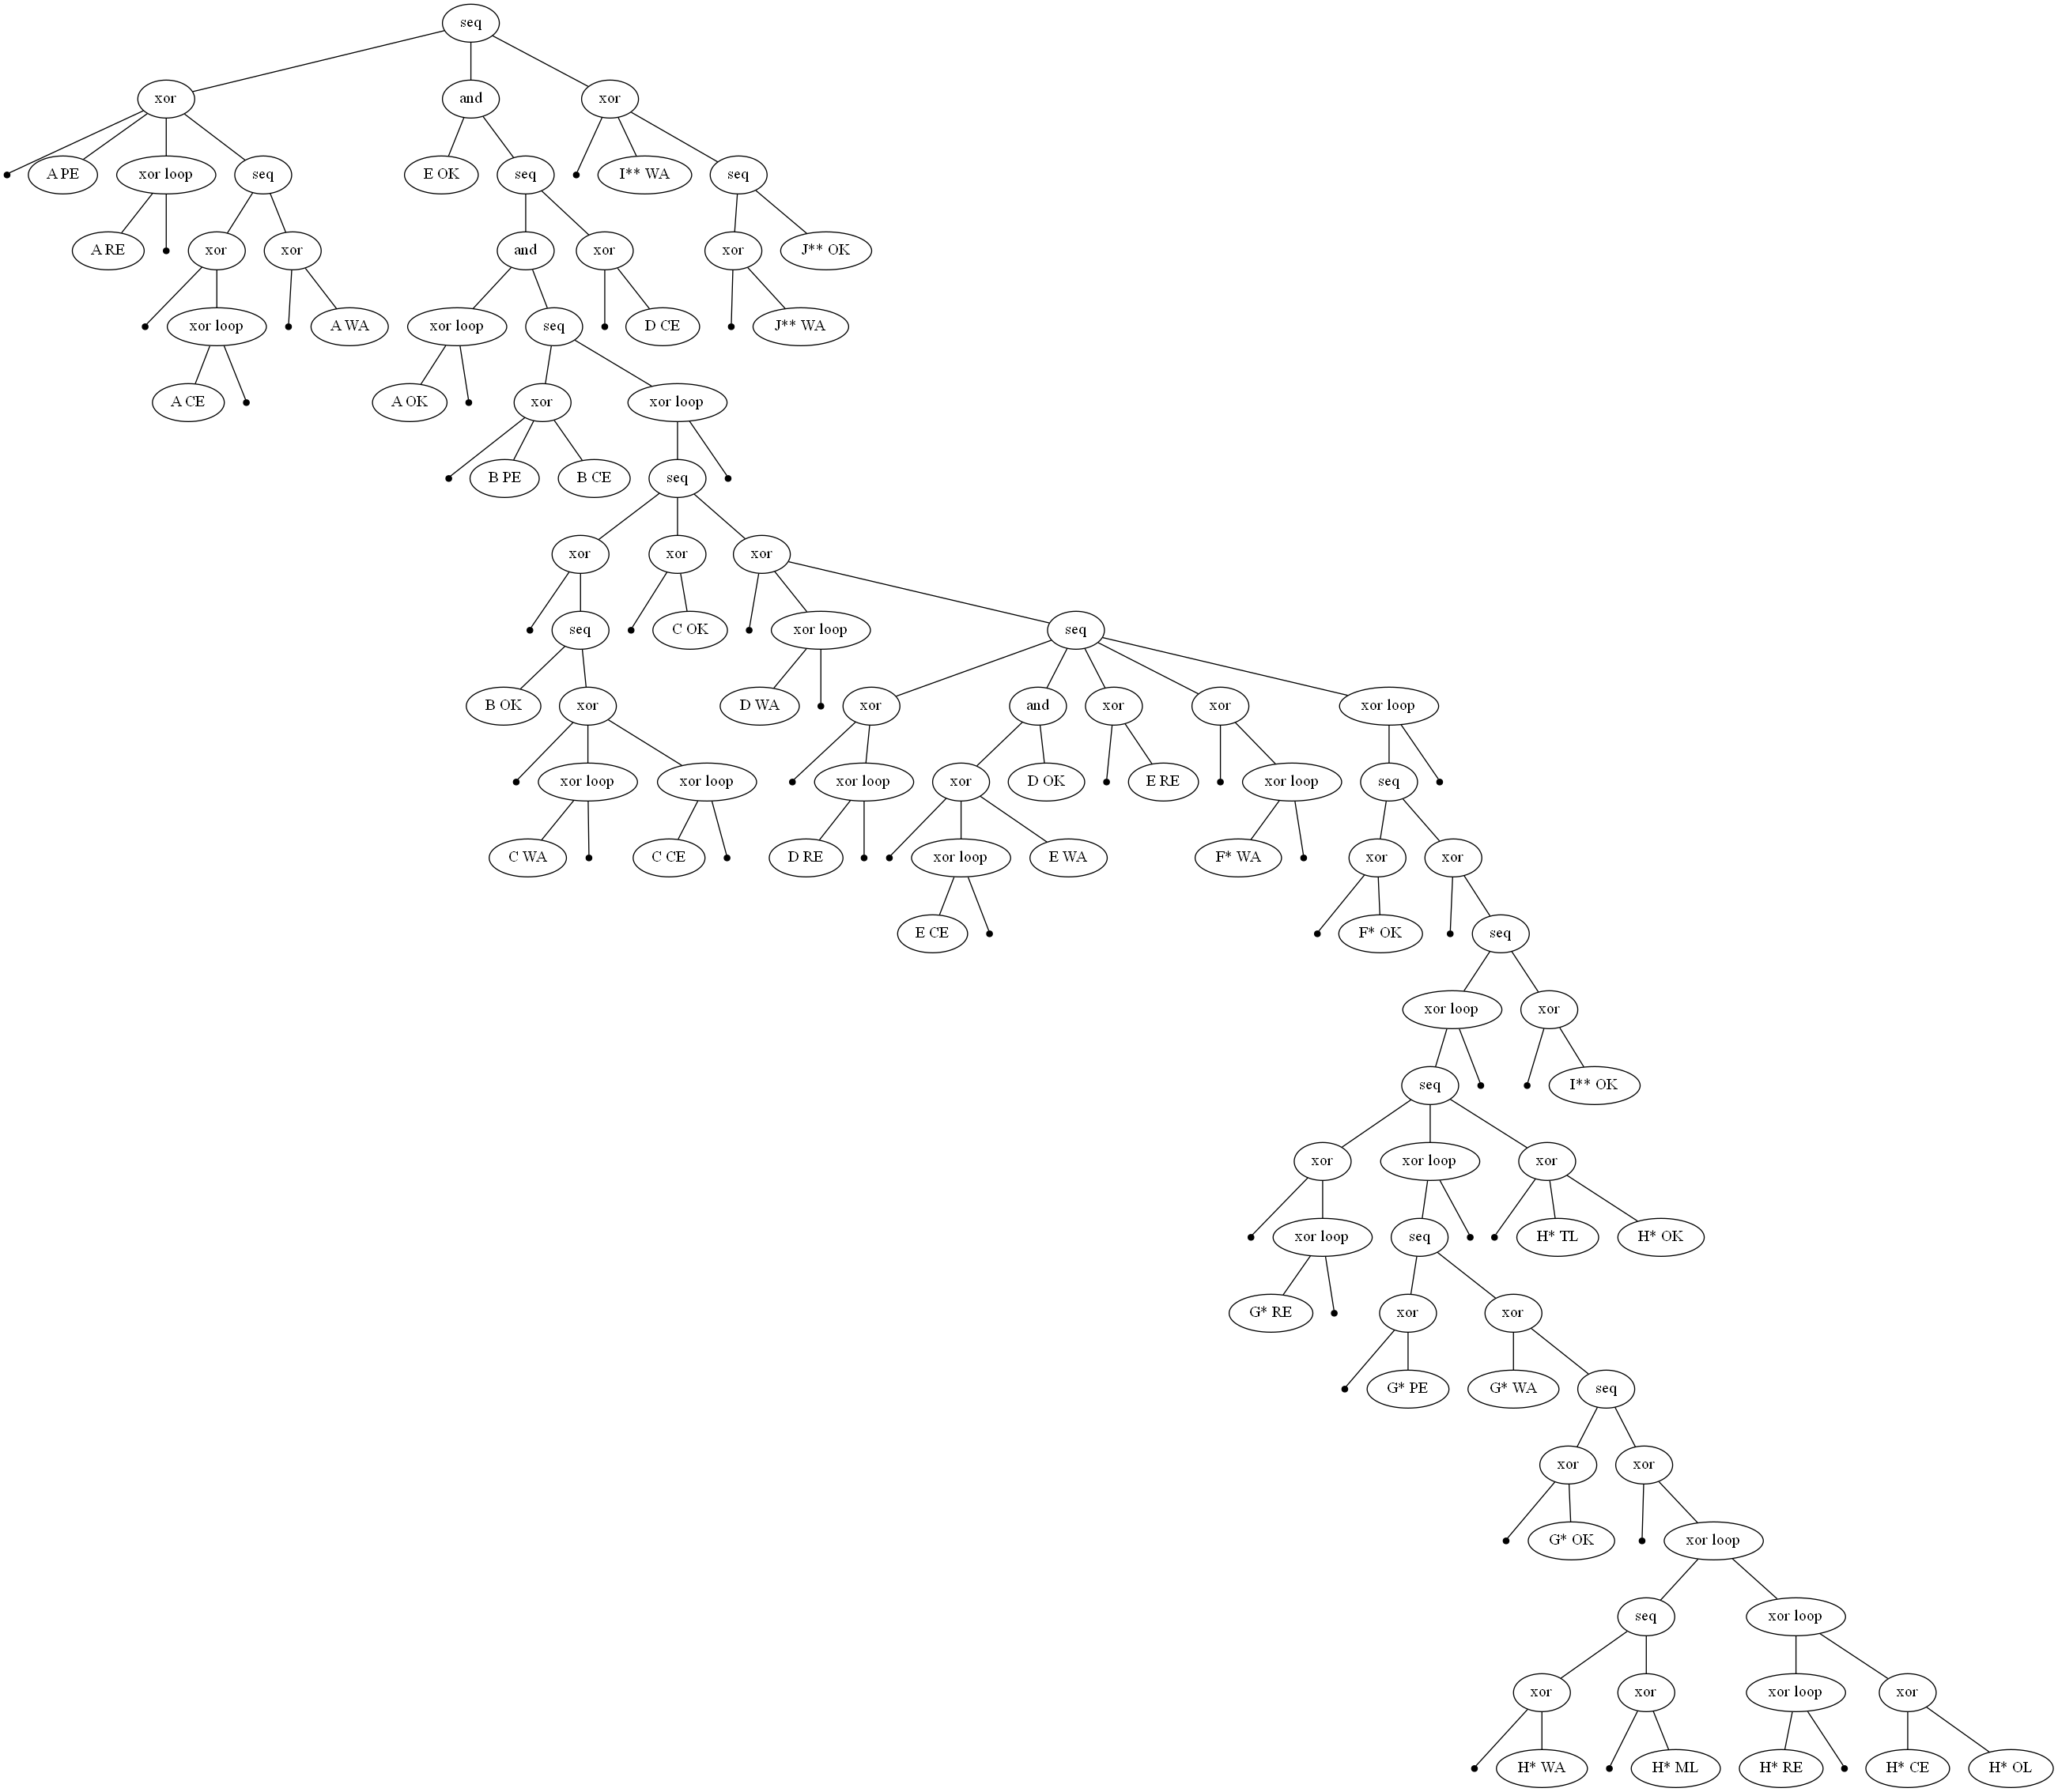 seq
xor and xor
A PE xor loop seq E OK seq I** WA seq
A RE xor xor and xor xor J** OK
xor loop A WA xor loop seq D CE J** WA
A CE A OK xor xor loop
B PE B CE seq
xor xor xor
seq C OK xor loop seq
B OK xor D WA xor and xor xor xor loop
xor loop xor loop xor loop xor D OK E RE xor loop seq
C WA C CE D RE xor loop E WA F* WA xor xor
E CE F* OK seq
xor loop xor
seq I** OK
xor xor loop xor
xor loop seq H* TL H* OK
G* RE xor xor
G* PE G* WA seq
xor xor
G* OK xor loop
seq xor loop
xor xor xor loop xor
H* WA H* ML H* RE H* CE H* OL